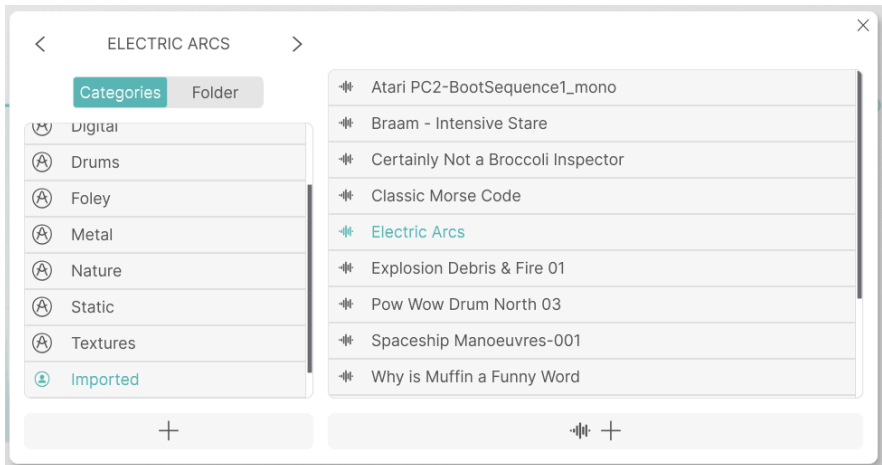 ELECTRIC ARCS
Categories
Folder
Digital
Drums
Foley
Metal
Nature
Static
Textures
Imported
Atari PC2-BootSequence1_mono
Braam - Intensive Stare
Certainly Not a Broccoli Inspector
Classic Morse Code
Electric Arcs
Explosion Debris & Fire 01
Pow Wow Drum North 03
Spaceship Manoeuvres-001
Why is Muffin a Funny Word